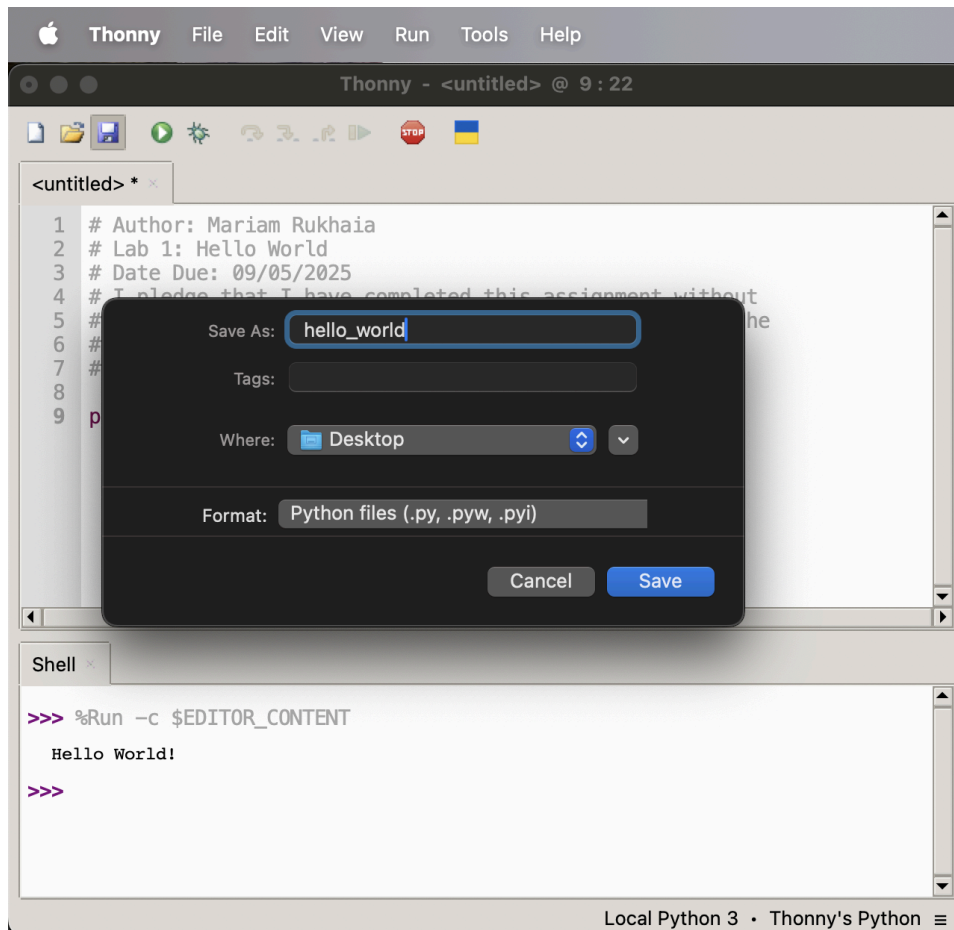 Thonny File Edit View Run Tools Help
Thonny - <untitled> @ 9 : 22
STOP
<untitled> *
1 # Author: Mariam Rukhaia
2 # Lab 1: Hello World
3 # Date Due: 09/05/2025
4 # I pledge that I have completed this assignment without
5 # he
6 #
7 #
8
9 p
Save As: hello_world
Tags:
Where: Desktop
Format: Python files (.py, .pyw, .pyi)
Cancel Save
Shell
>>> %Run -c $EDITOR_CONTENT
Hello World!
>>>
Local Python 3 • Thonny's Python ≡